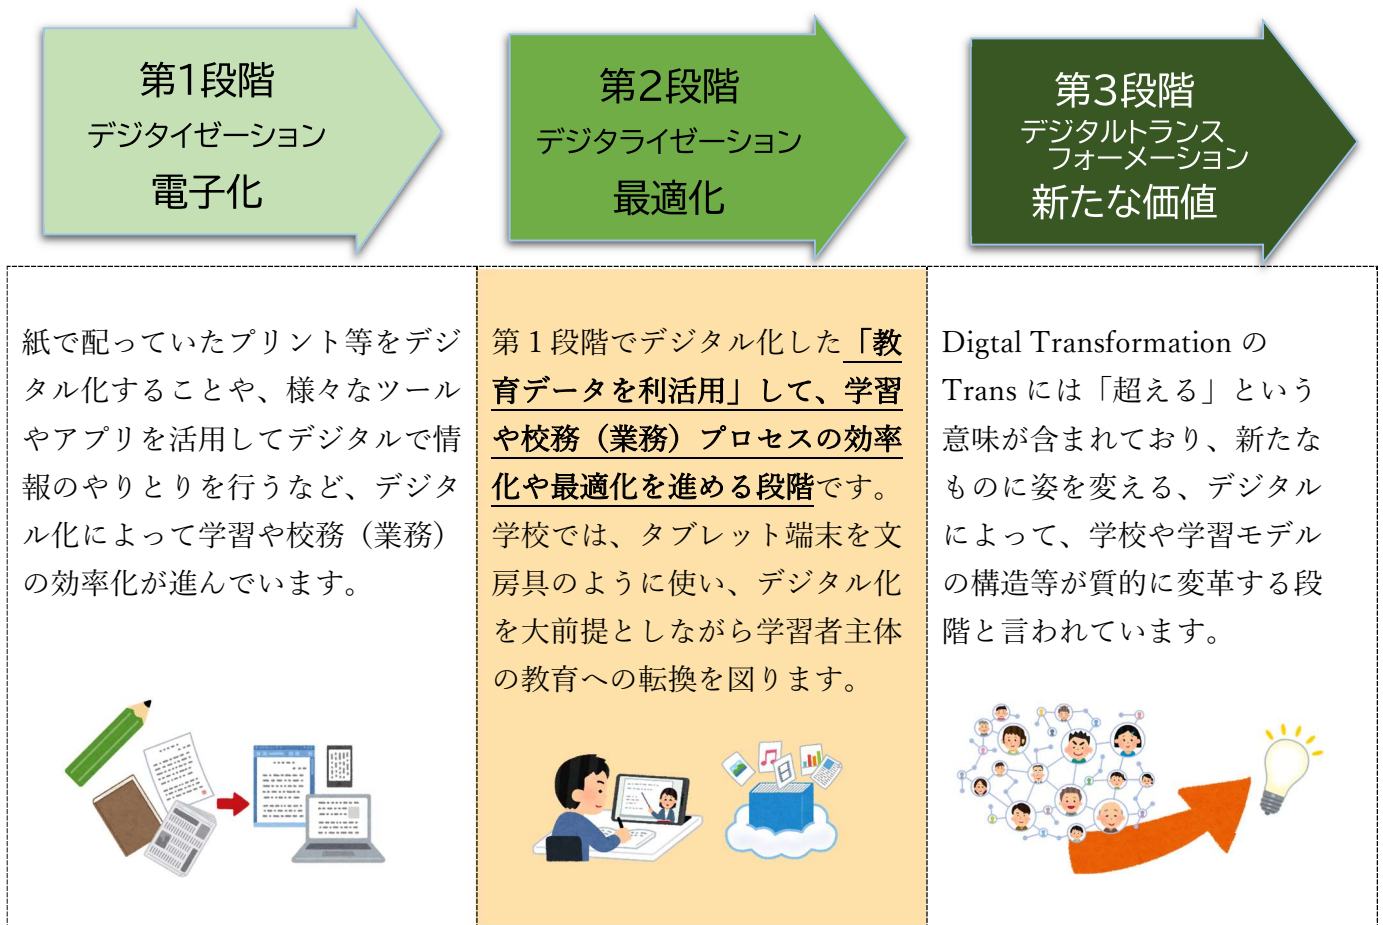 第1段階
デジタイゼーション
電子化
第2段階
デジタライゼーション
最適化
第3段階
デジタルトランス
フォーメーション
新たな価値
紙で配っていたプリント等をデジ
タル化することや、様々なツール
やアプリを活用してデジタルで情
報のやりとりを行うなど、デジタ
ル化によって学習や校務（業務）
の効率化が進んでいます。
第１段階でデジタル化した「教
育データを利活用」して、学習
や校務（業務）プロセスの効率
化や最適化を進める段階です。
学校では、タブレット端末を文
房具のように使い、デジタル化
を大前提としながら学習者主体
の教育への転換を図ります。
Digtal Transformation の
Trans には「超える」という
意味が含まれており、新たな
ものに姿を変える、デジタル
によって、学校や学習モデル
の構造等が質的に変革する段
階と言われています。